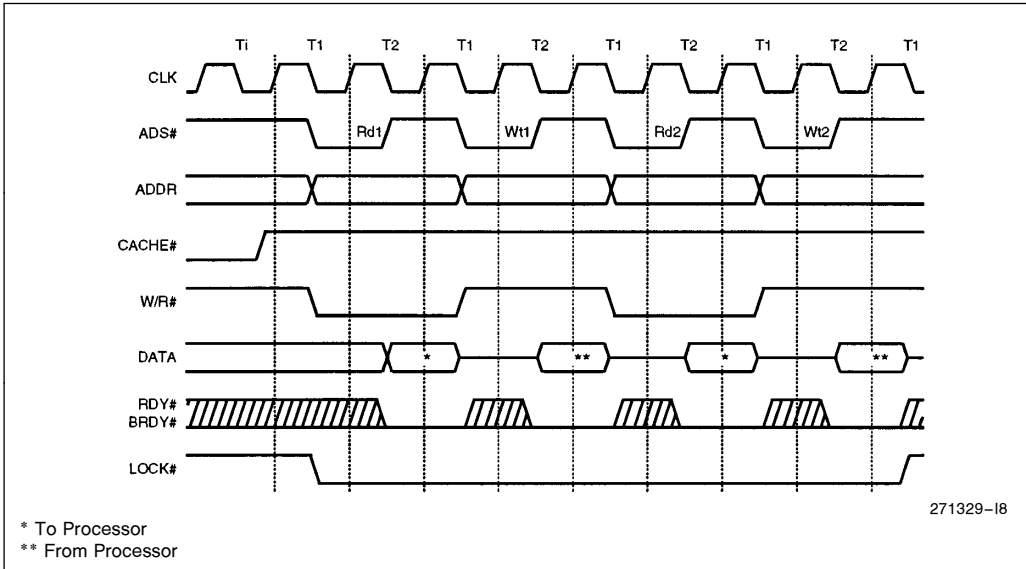 Ti T1 T2 T1 T2 T1 T2 T1 T2 T1
CLK
ADS# Rd1 Wt1 Rd2 Wt2
ADDR
CACHE#
W/R#
DATA * ** * **
RDY#
BRDY#
LOCK#
271329–I8
* To Processor
** From Processor